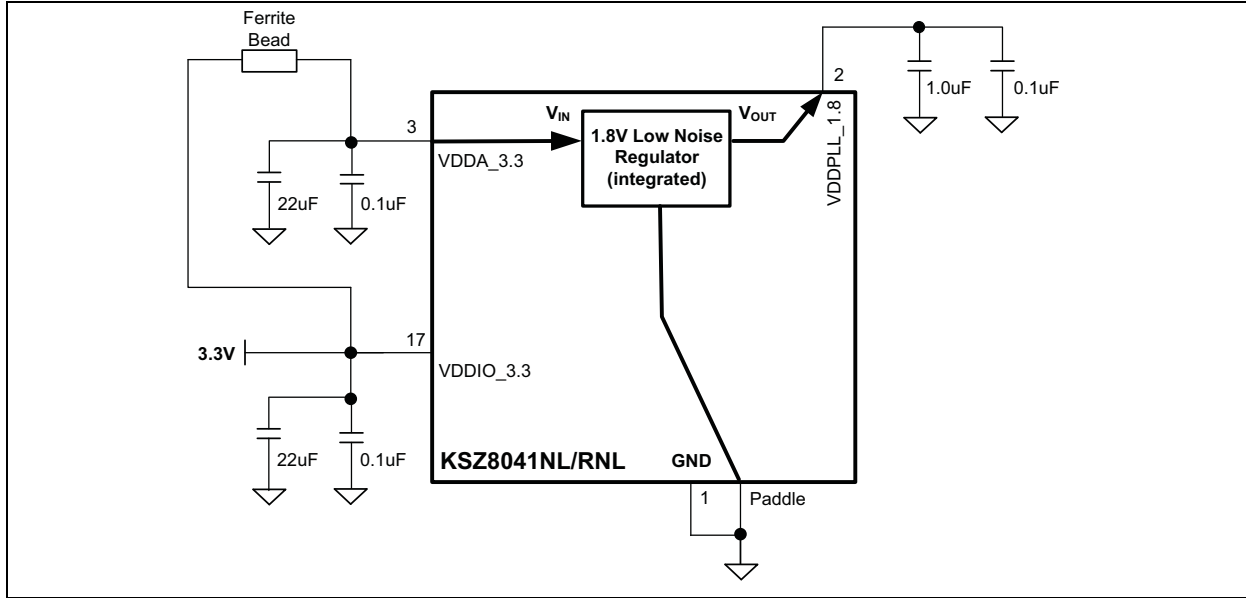 Ferrite
Bead
2
1.0uF
0.1uF
VDDPLL_1.8
VIN
VOUT
3
VDDA_3.3
1.8V Low Noise
Regulator
(integrated)
22uF
0.1uF
17
3.3V
VDDIO_3.3
22uF
0.1uF
KSZ8041NL/RNL
GND
1
Paddle